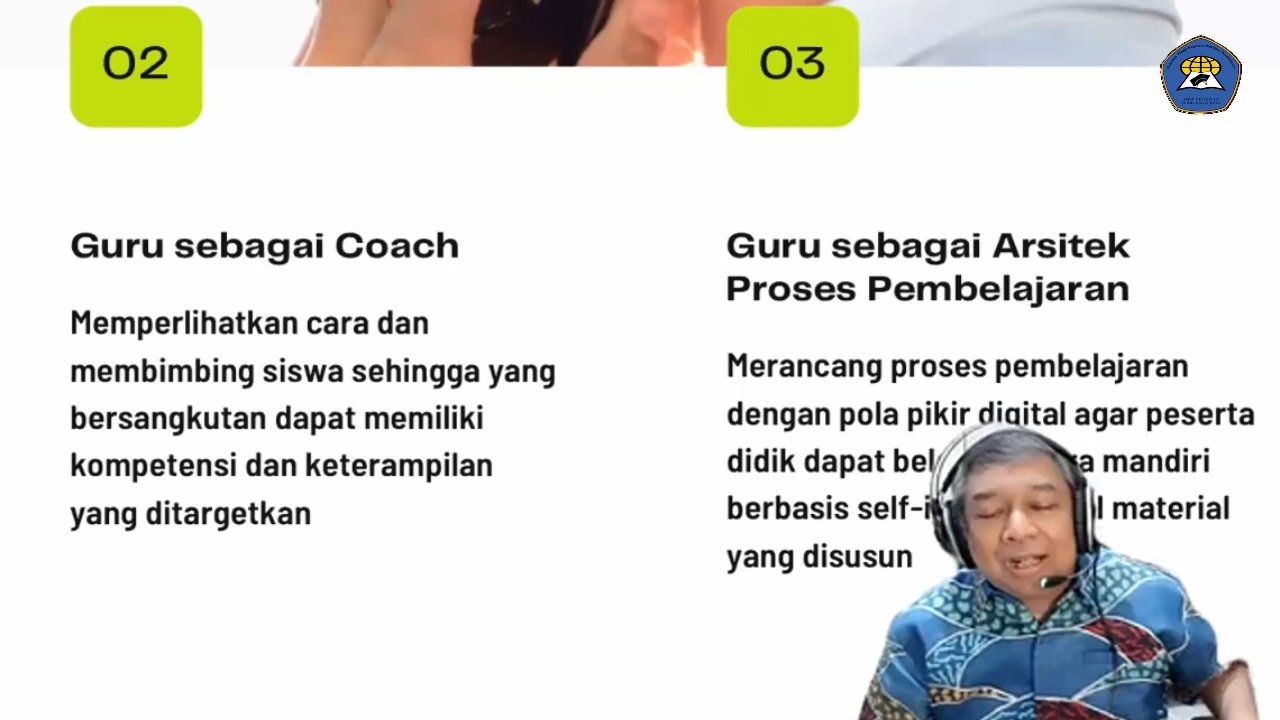 02
Guru sebagai Coach
Memperlihatkan cara dan
membimbing siswa sehingga yang
bersangkutan dapat memiliki
kompetensi dan keterampilan
yang ditargetkan
03
Guru sebagai Arsitek
Proses Pembelajaran
Merancang proses pembelajaran
dengan pola pikir digital agar peserta
didik dapat mandiri
berbasis material
yang disusun